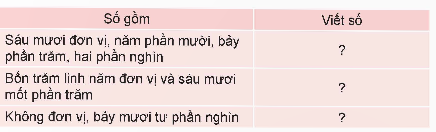 Số gồm Viết số
Sáu mươi đơn vị, năm phần mười, bảy
phần trăm, hai phần nghìn ?
Bốn trăm linh năm đơn vị và sáu mươi
mốt phần trăm ?
Không đơn vị, bảy mươi tư phần nghìn ?